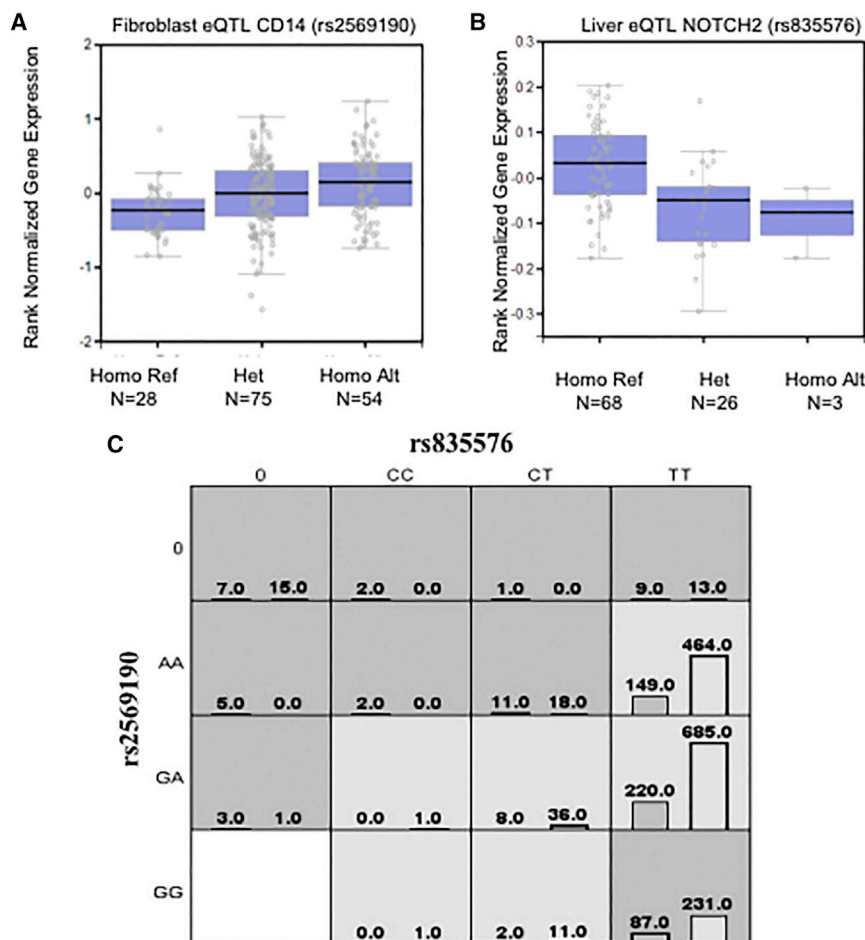 A
Fibroblast eQTL CD14 (rs2569190)
Rank Normalized Gene Expression
2
1
0
-1
-2
Homo Ref
Het
Homo Alt
N=28
N=75
N=54
B
Liver eQTL NOTCH2 (rs835576)
Rank Normalized Gene Expression
0.3
0.2
0.1
-0.0
-0.1
-0.2
-0.3
Homo Ref
Het
Homo Alt
N=68
N=26
N=3
C
rs835576
0 CC CT TT
rs2569190
0
7.0 15.0 2.0 0.0 1.0 0.0 9.0 13.0
AA
5.0 0.0 2.0 0.0 11.0 18.0 149.0 464.0
GA
3.0 1.0 0.0 1.0 8.0 36.0 220.0 685.0
GG
0.0 1.0 2.0 11.0 87.0 231.0